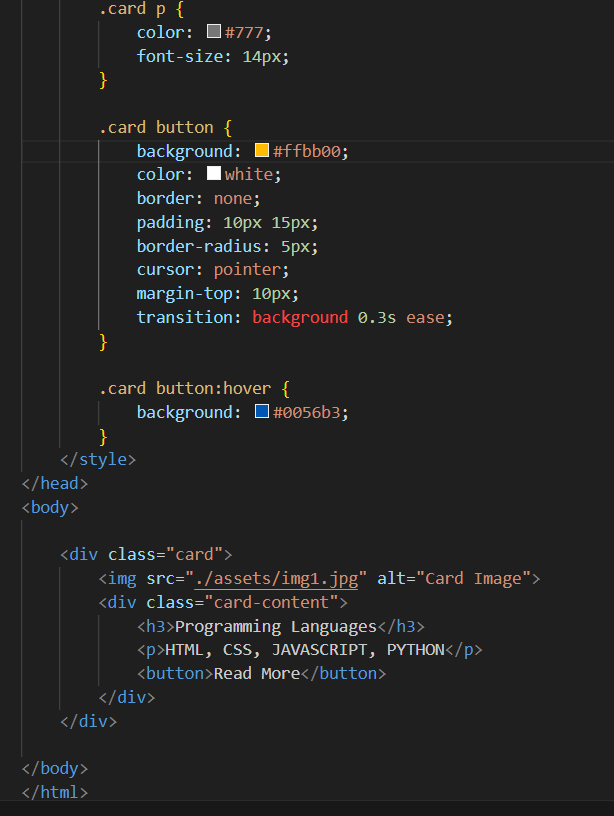 .card p {
color: #777;
font-size: 14px;
}
.card button {
background: #ffbb00;
color: white;
border: none;
padding: 10px 15px;
border-radius: 5px;
cursor: pointer;
margin-top: 10px;
transition: background 0.3s ease;
}
.card button:hover {
background: #0056b3;
}
</style>
</head>
<body>
<div class="card">
<img src="./assets/img1.jpg" alt="Card Image">
<div class="card-content">
<h3>Programming Languages</h3>
<p>HTML, CSS, JAVASCRIPT, PYTHON</p>
<button>Read More</button>
</div>
</div>
</body>
</html>